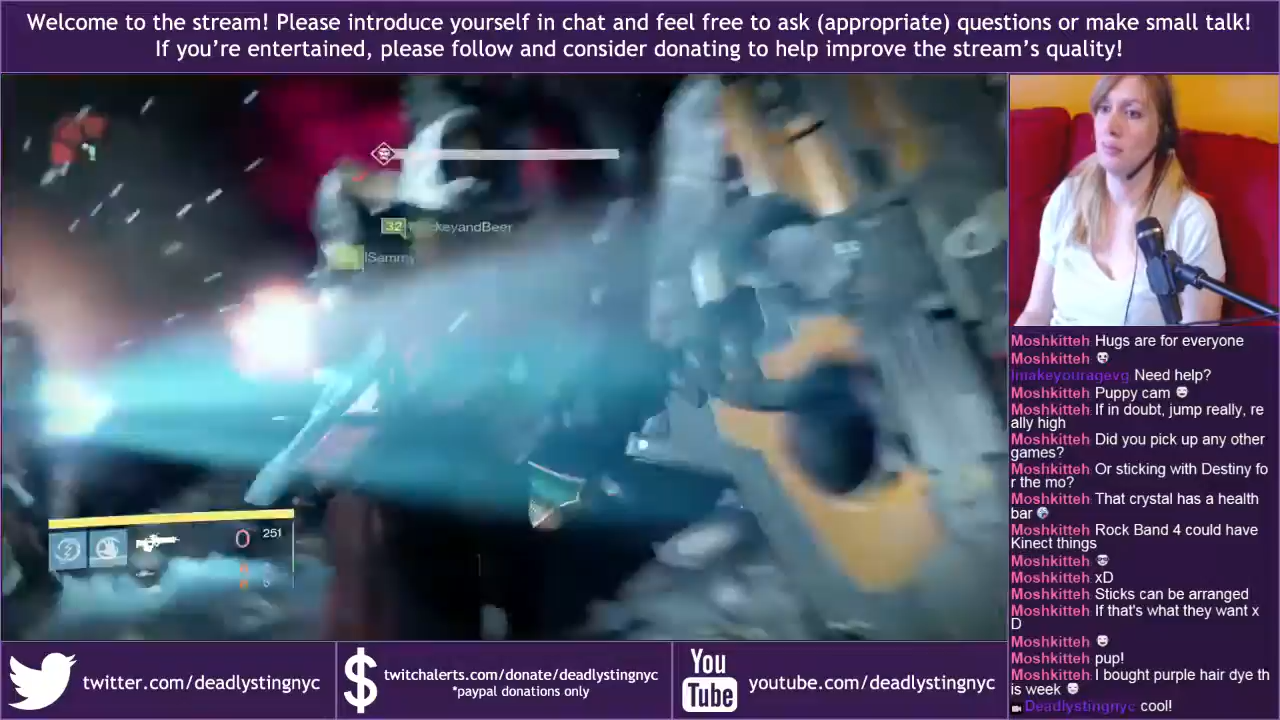 Welcome to the stream! Please introduce yourself in chat and feel free to ask (appropriate) questions or make small talk!
If you're entertained, please follow and consider donating to help improve the stream's quality!
32 keyandBeer
lSammy
0 251
Moshkitteh Hugs are for everyone
Moshkitteh
Imakeyouragevg Need help?
Moshkitteh Puppy cam
Moshkitteh If in doubt, jump really, re
ally high
Moshkitteh Did you pick up any other
games?
Moshkitteh Or sticking with Destiny fo
r the mo?
Moshkitteh That crystal has a health
bar
Moshkitteh Rock Band 4 could have
Kinect things
Moshkitteh
Moshkitteh xD
Moshkitteh Sticks can be arranged
Moshkitteh If that's what they want x
D
Moshkitteh
Moshkitteh pup!
Moshkitteh I bought purple hair dye th
is week
Deadlystingnyc cool!
twitter.com/deadlystingnyc
$ twitchalerts.com/donate/deadlystingnyc
*paypal donations only
You
Tube
youtube.com/deadlystingnyc